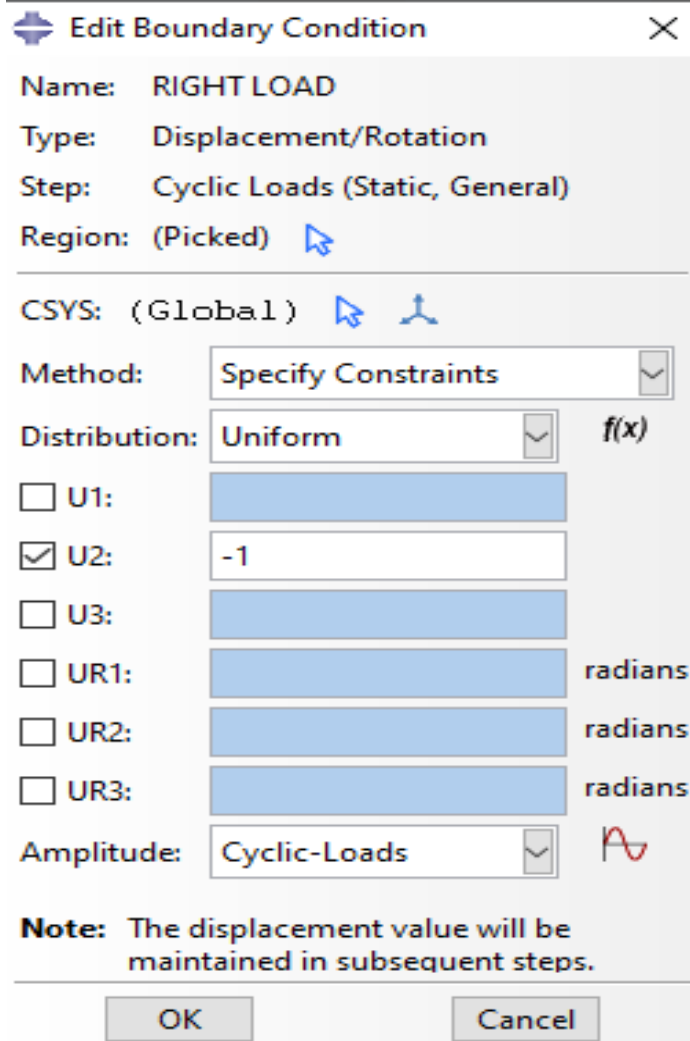 Edit Boundary Condition
Name: RIGHT LOAD
Type: Displacement/Rotation
Step: Cyclic Loads (Static, General)
Region: (Picked)
CSYS: (Global)
Method: Specify Constraints
Distribution: Uniform f(x)
U1:
U2: -1
U3:
UR1: radians
UR2: radians
UR3: radians
Amplitude: Cyclic-Loads
Note: The displacement value will be
maintained in subsequent steps.
OK Cancel